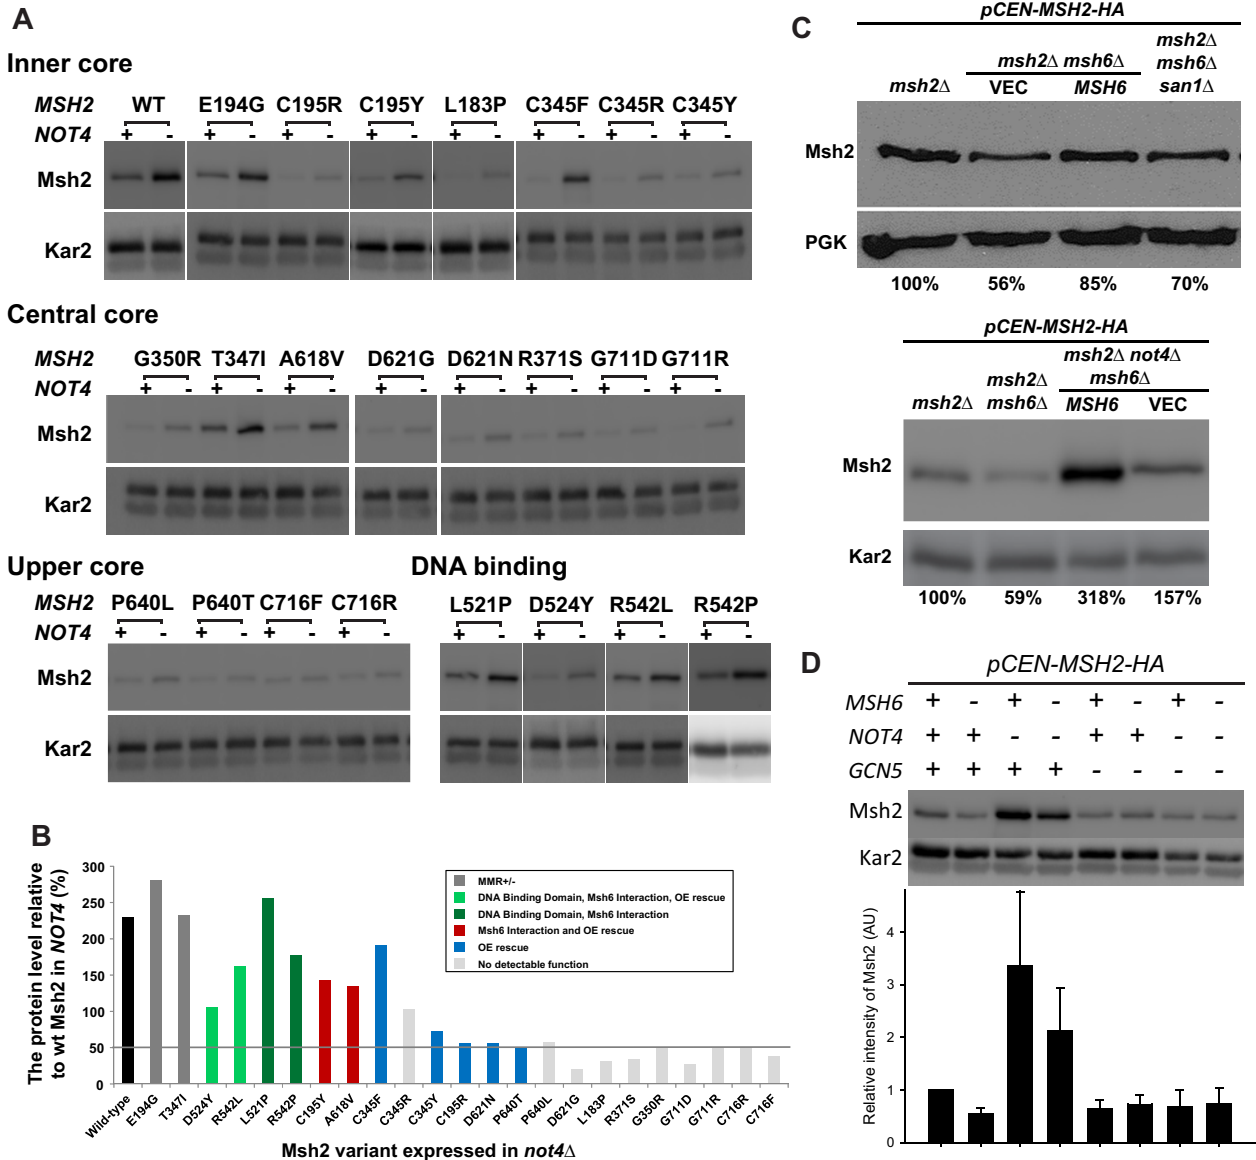 A
Inner core
MSH2 WT E194G C195R C195Y L183P C345F C345R C345Y
NOT4 + - + - + - + - + - + - + - + -
Msh2
Kar2
Central core
MSH2 G350R T347I A618V D621G D621N R371S G711D G711R
NOT4 + - + - + - + - + - + - + - + -
Msh2
Kar2
Upper core
MSH2 P640L P640T C716F C716R
NOT4 + - + - + - + -
Msh2
Kar2
DNA binding
L521P D524Y R542L R542P
+ - + - + - + -
B
The protein level relative
to wt Msh2 in NOT4 (%)
300
250
200
150
100
50
0
MMR+/-
DNA Binding Domain, Msh6 Interaction, OE rescue
DNA Binding Domain, Msh6 Interaction
Msh6 Interaction and OE rescue
OE rescue
No detectable function
Wild-type E194G T347I D524Y R542L L521P R542P C195Y A618V C345F C345R C345Y C195R D621N P640T P640L D621G L183P R371S G350R G711D G711R C716R C716F
Msh2 variant expressed in not4Δ
C
pCEN-MSH2-HA
msh2Δ
msh2Δ msh6Δ
VEC MSH6
msh2Δ
msh6Δ
san1Δ
Msh2
PGK
100% 56% 85% 70%
pCEN-MSH2-HA
msh2Δ
msh2Δ
msh6Δ
msh2Δ not4Δ
msh6Δ
MSH6 VEC
Msh2
Kar2
100% 59% 318% 157%
D
pCEN-MSH2-HA
MSH6 + - + - + - + -
NOT4 + + - - + + - -
GCN5 + + + + - - - -
Msh2
Kar2
Relative intensity of Msh2 (AU)
4
3
2
1
0